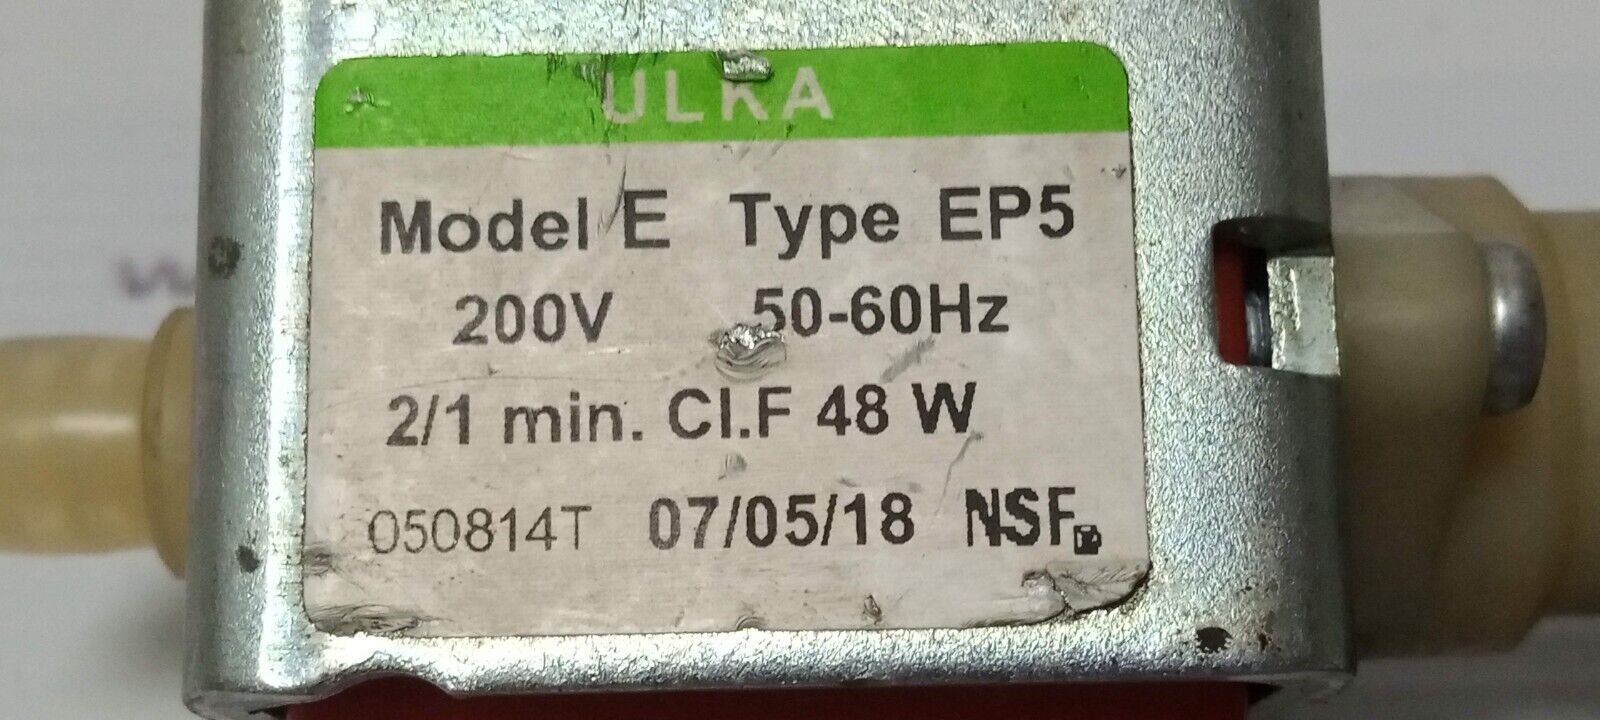 ULKA
Model E Type EP5
200V 50-60Hz
2/1 min. Cl.F 48 W
050814T 07/05/18 NSF